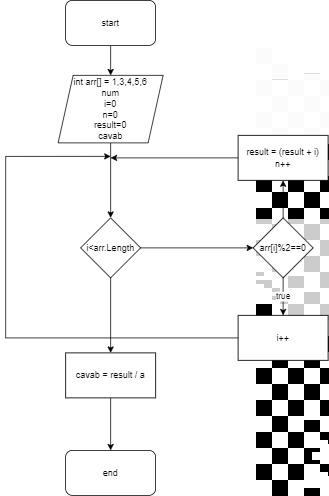 start
int arr[] = 1,3,4,5,6
num
i=0
n=0
result=0
cavab
result = (result + i)
n++
i<arr.Length
arr[i]%2==0
true
i++
cavab = result / a
end